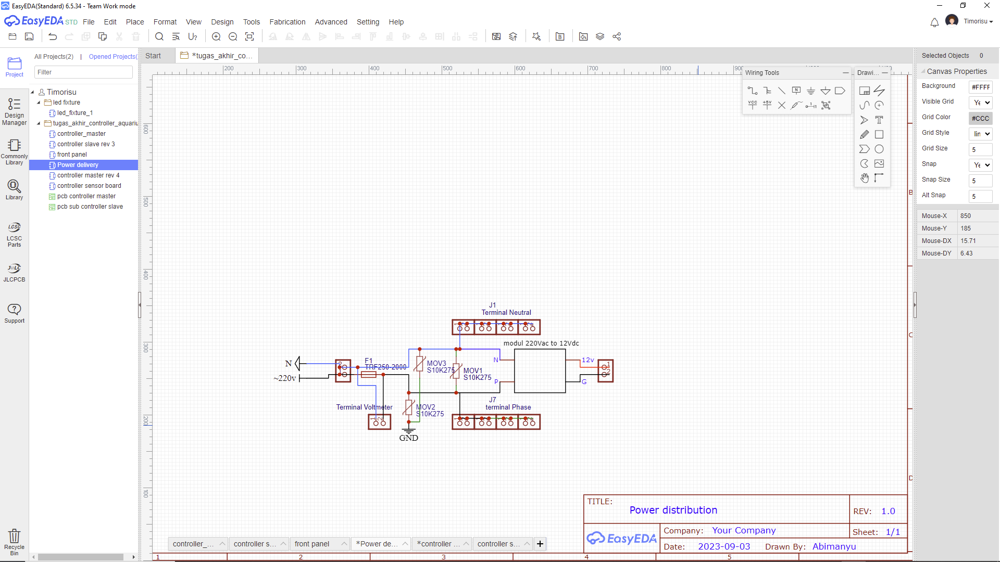 EasyEDA(Standard) 6.5.34 - Team Work mode
EasyEDA STD File Edit Place Format View Design Tools Fabrication Advanced Setting Help
Timorisu
All Projects(2) | Opened Projects(
Filter
Project
Design Manager
Commonly Library
Library
LCSC
LCSC Parts
JLCPCB
Support
Recycle Bin
Timorisu
led fixture
led_fixture_1
tugas_akhir_controller_aquariu
controller_master
controller slave rev 3
front panel
Power delivery
controller master rev 4
controller sensor board
pcb controller master
pcb sub controller slave
Start
*tugas_akhir_co...
200 300 400 500 600 700 800 900
600
500
400
300
200
100
Wiring Tools
Drawi...
VCC +5V
Selected Objects 0
Canvas Properties
Background #FFFF
Visible Grid Ye
Grid Color #CCC
Grid Style lin
Grid Size 5
Snap Ye
Snap Size 5
Alt Snap 5
Mouse-X 850
Mouse-Y 185
Mouse-DX 15.71
Mouse-DY 6.43
J1
Terminal Neutral
modul 220Vac to 12Vdc
N
~220v
2
1
F1
TRF250-2000
MOV3
S10K275
MOV1
S10K275
N
P
12v
G
1
2
Terminal Voltmeter
1 2
MOV2
S10K275
GND
J7
terminal Phase
B
C
D
TITLE:
Power distribution
REV: 1.0
EasyEDA
Company: Your Company
Sheet: 1/1
Date: 2023-09-03 Drawn By: Abimanyu
controller_...
controller s...
front panel
*Power de...
*controller ...
controller s...
1 2 3 4 5